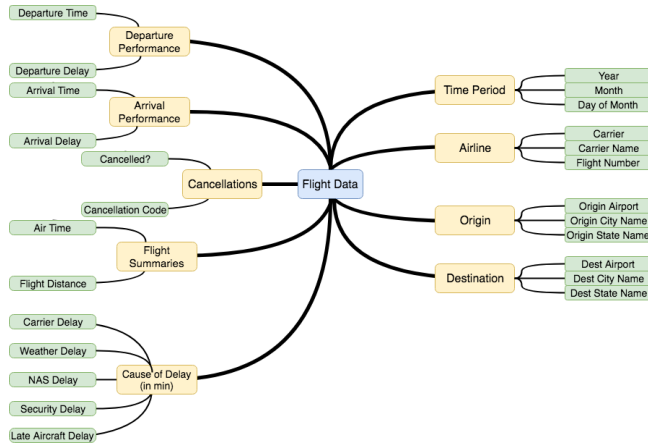 Departure Time
Departure
Performance
Departure Delay
Arrival Time
Arrival
Performance
Arrival Delay
Cancelled?
Cancellations
Cancellation Code
Air Time
Flight
Summaries
Flight Distance
Carrier Delay
Weather Delay
NAS Delay
Cause of Delay
(in min)
Security Delay
Late Aircraft Delay
Flight Data
Time Period
Year
Month
Day of Month
Airline
Carrier
Carrier Name
Flight Number
Origin
Origin Airport
Origin City Name
Origin State Name
Destination
Dest Airport
Dest City Name
Dest State Name